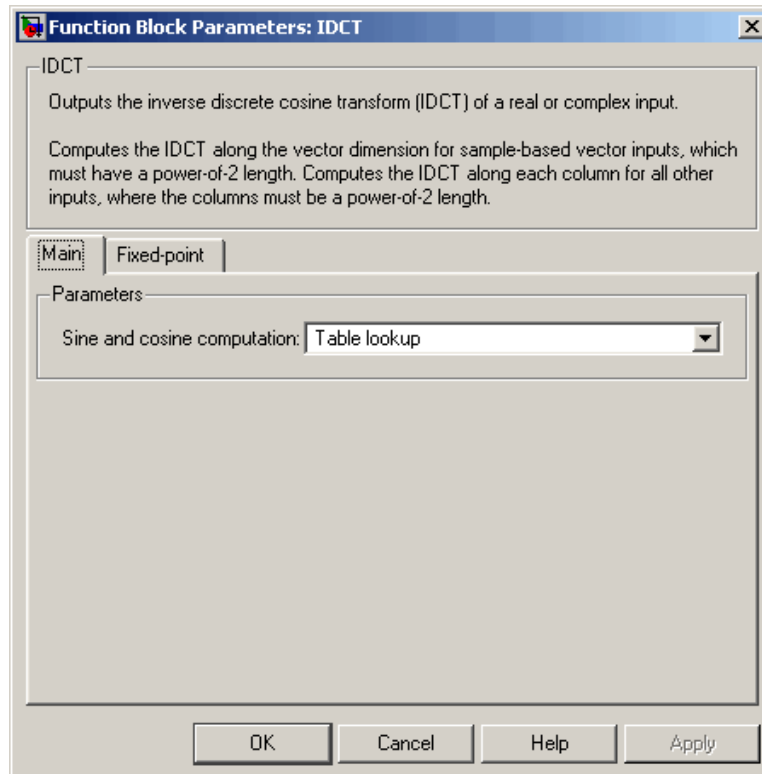 Function Block Parameters: IDCT
IDCT
Outputs the inverse discrete cosine transform (IDCT) of a real or complex input.
Computes the IDCT along the vector dimension for sample-based vector inputs, which
must have a power-of-2 length. Computes the IDCT along each column for all other
inputs, where the columns must be a power-of-2 length.
Main Fixed-point
Parameters
Sine and cosine computation: Table lookup
OK Cancel Help Apply